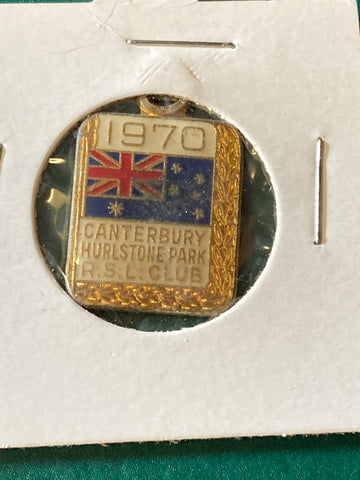 1970
CANTERBURY
HURLSTONE PARK
R.S.L. CLUB